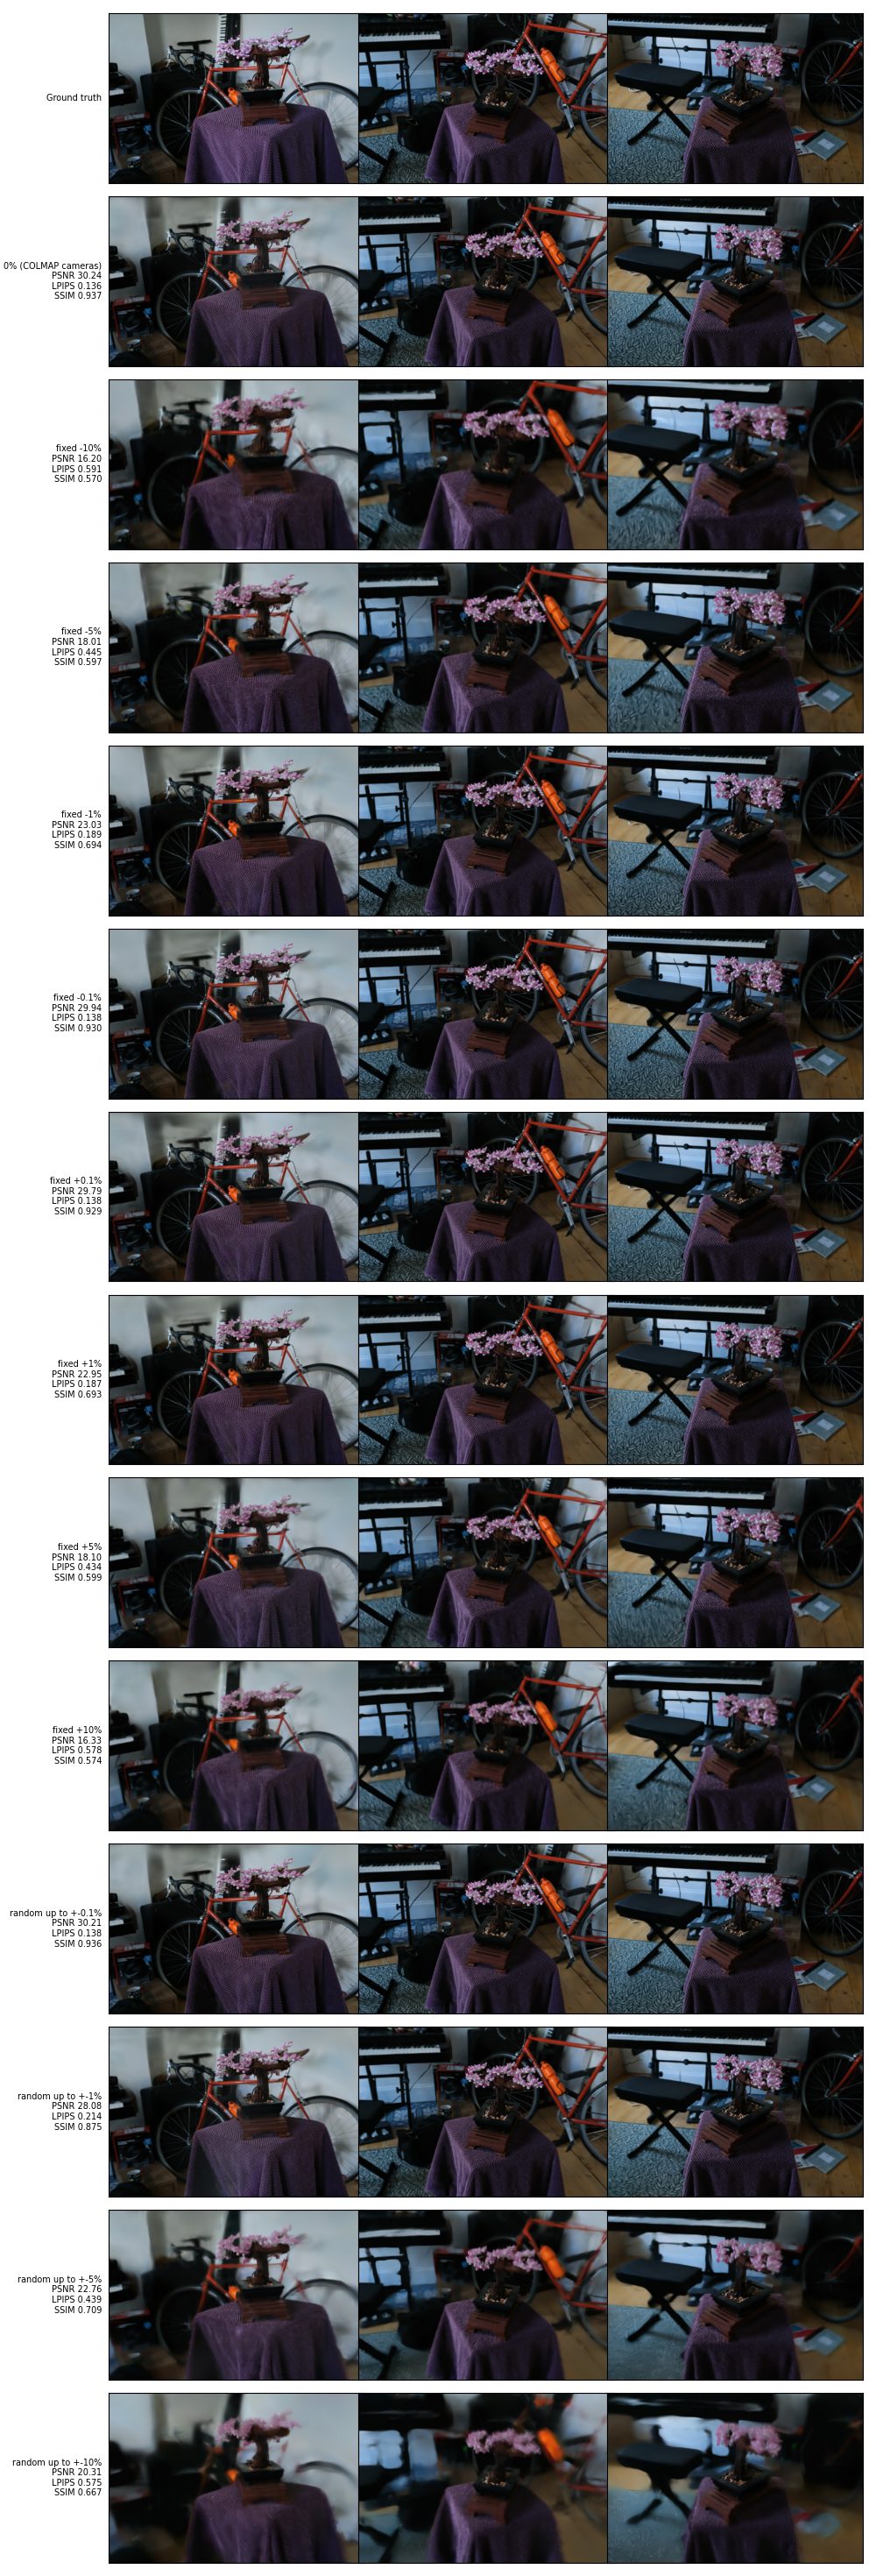 Ground truth
0% (COLMAP cameras)
PSNR 30.24
LPIPS 0.136
SSIM 0.937
fixed -10%
PSNR 16.20
LPIPS 0.591
SSIM 0.570
fixed -5%
PSNR 18.01
LPIPS 0.445
SSIM 0.597
fixed -1%
PSNR 23.03
LPIPS 0.189
SSIM 0.694
fixed -0.1%
PSNR 29.94
LPIPS 0.138
SSIM 0.930
fixed +0.1%
PSNR 29.79
LPIPS 0.138
SSIM 0.929
fixed +1%
PSNR 22.95
LPIPS 0.187
SSIM 0.693
fixed +5%
PSNR 18.10
LPIPS 0.434
SSIM 0.599
fixed +10%
PSNR 16.33
LPIPS 0.578
SSIM 0.574
random up to +-0.1%
PSNR 30.21
LPIPS 0.138
SSIM 0.936
random up to +-1%
PSNR 28.08
LPIPS 0.214
SSIM 0.875
random up to +-5%
PSNR 22.76
LPIPS 0.439
SSIM 0.709
random up to +-10%
PSNR 20.31
LPIPS 0.575
SSIM 0.667